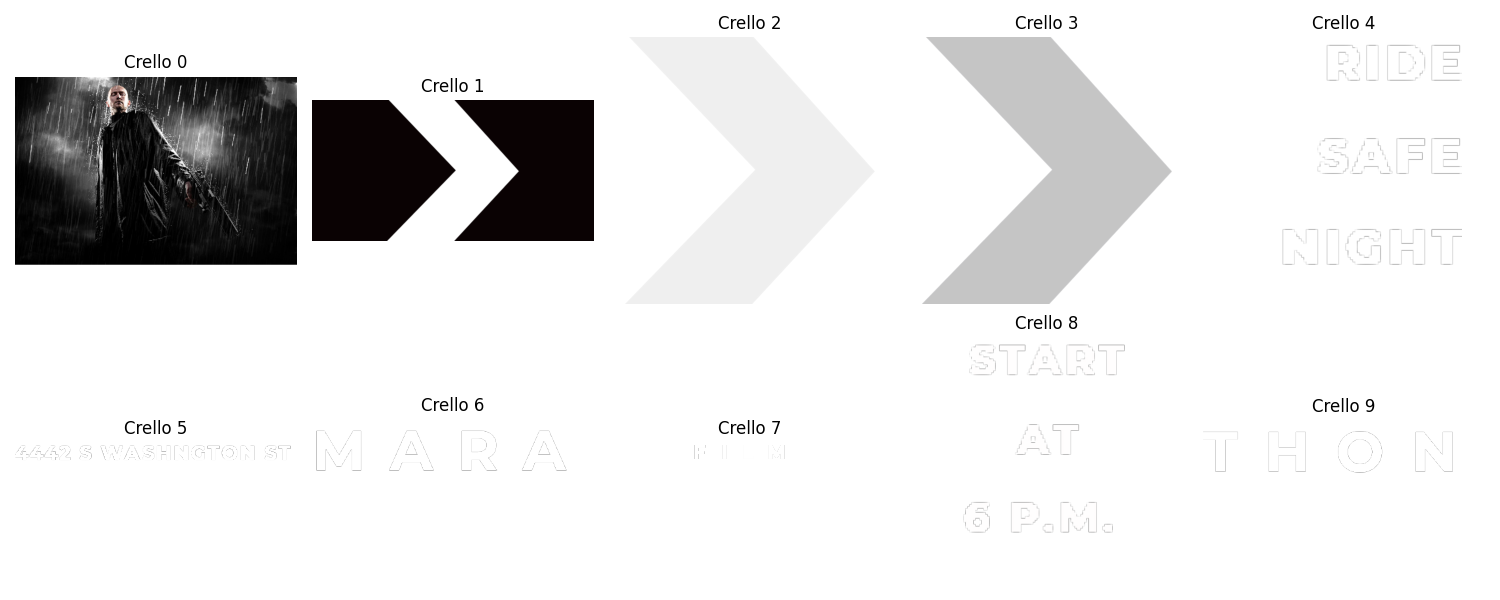 Crello 0
Crello 1
Crello 2
Crello 3
Crello 4
RIDE
SAFE
NIGHT
Crello 5
4442 S WASHINGTON ST
Crello 6
M A R A
Crello 7
F I L M
Crello 8
START
AT
6 P.M.
Crello 9
T H O N